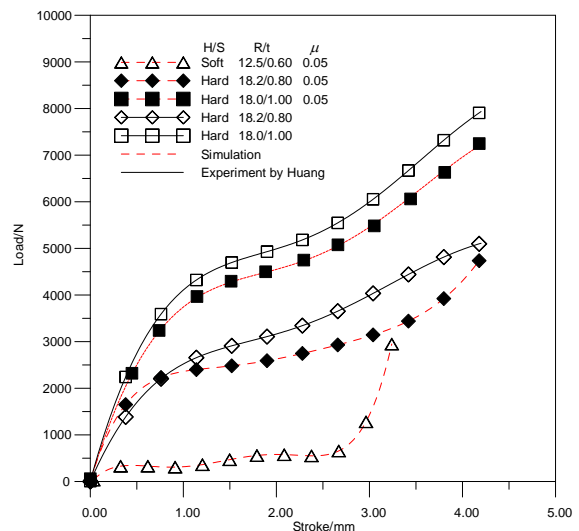 10000
9000
8000
7000
6000
5000
4000
3000
2000
1000
0
Load/N
H/S R/t μ
Soft 12.5/0.60 0.05
Hard 18.2/0.80 0.05
Hard 18.0/1.00 0.05
Hard 18.2/0.80
Hard 18.0/1.00
Simulation
Experiment by Huang
0.00 1.00 2.00 3.00 4.00 5.00
Stroke/mm